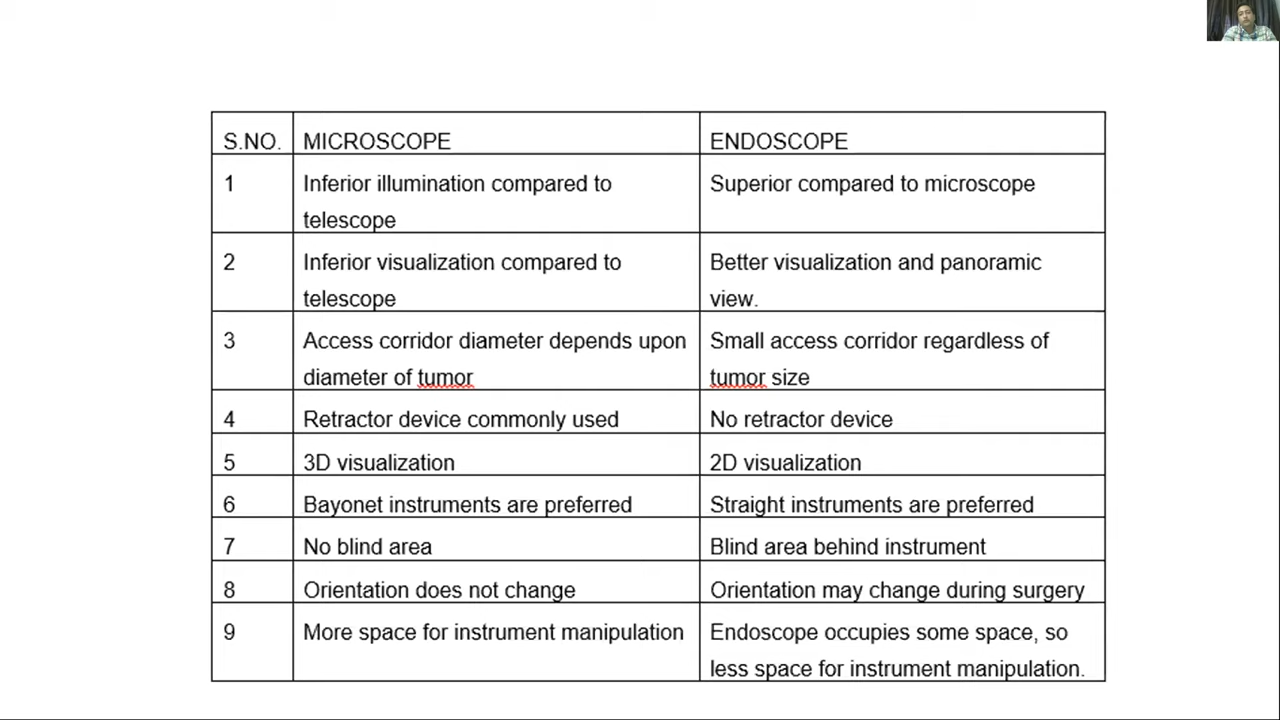 S.NO. MICROSCOPE ENDOSCOPE
1 Inferior illumination compared to Superior compared to microscope
telescope
2 Inferior visualization compared to Better visualization and panoramic
telescope view.
3 Access corridor diameter depends upon Small access corridor regardless of
diameter of tumor tumor size
4 Retractor device commonly used No retractor device
5 3D visualization 2D visualization
6 Bayonet instruments are preferred Straight instruments are preferred
7 No blind area Blind area behind instrument
8 Orientation does not change Orientation may change during surgery
9 More space for instrument manipulation Endoscope occupies some space, so
less space for instrument manipulation.